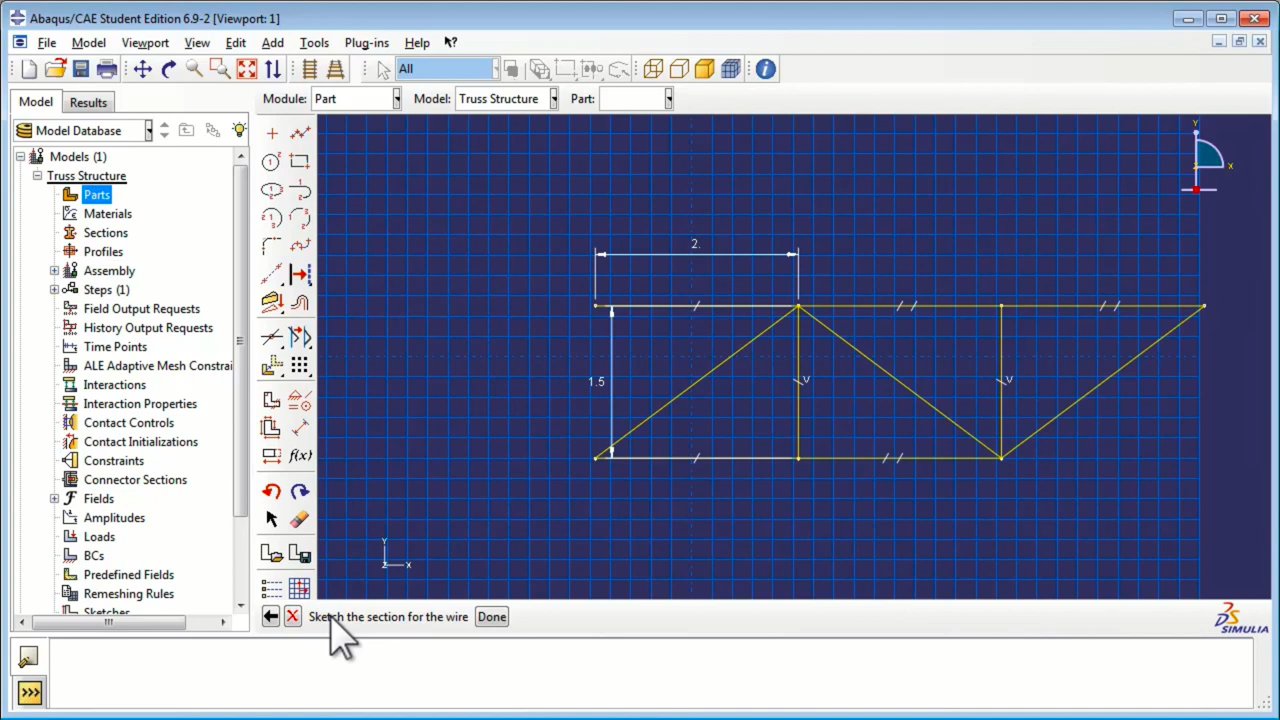 Abaqus/CAE Student Edition 6.9-2 [Viewport: 1]
File Model Viewport View Edit Add Tools Plug-ins Help
All
Model Results
Module: Part Model: Truss Structure Part:
Model Database
Models (1)
Truss Structure
Parts
Materials
Sections
Profiles
Assembly
Steps (1)
Field Output Requests
History Output Requests
Time Points
ALE Adaptive Mesh Constrai
Interactions
Interaction Properties
Contact Controls
Contact Initializations
Constraints
Connector Sections
Fields
Amplitudes
Loads
BCs
Predefined Fields
Remeshing Rules
Sketches
f(x)
Y
X
2.
1.5
V
V
Y
Z
X
Sketch the section for the wire Done
SIMULIA
>>>